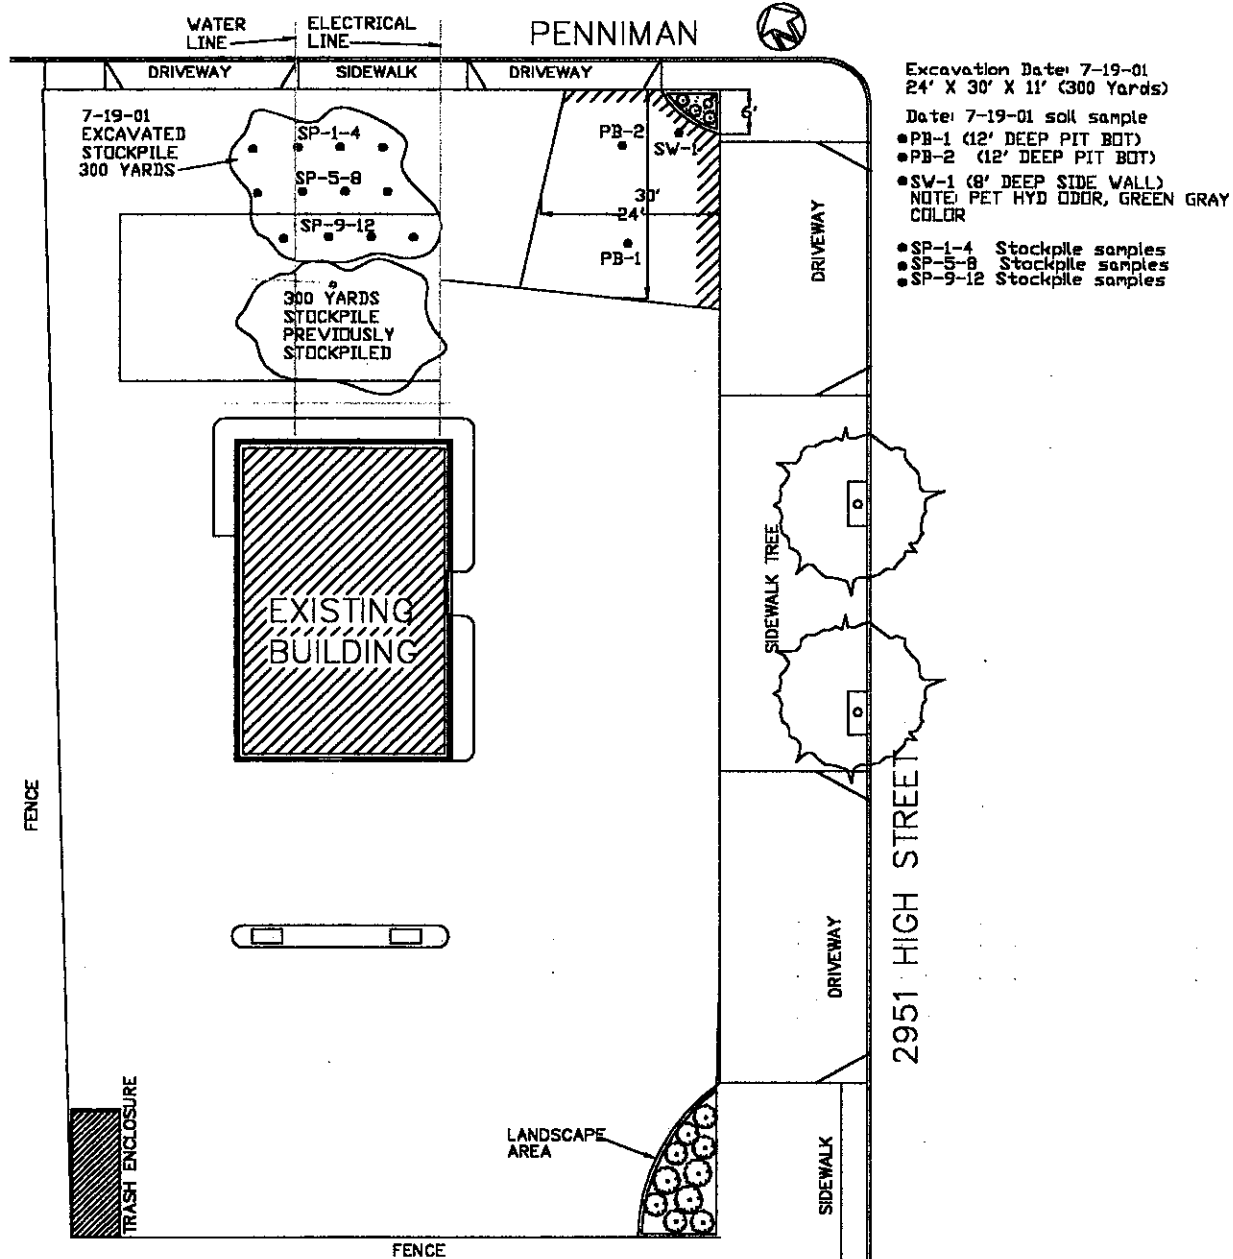 WATER
LINE
ELECTRICAL
LINE
PENNIMAN
N
DRIVEWAY
SIDEWALK
DRIVEWAY
Excavation Date: 7-19-01
24' X 30' X 11' (300 Yards)
Date: 7-19-01 soil sample
PB-1 (12' DEEP PIT BOT)
PB-2 (12' DEEP PIT BOT)
SW-1 (8' DEEP SIDE WALL)
NOTE: PET HYD ODOR, GREEN GRAY
COLOR
SP-1-4 Stockpile samples
SP-5-8 Stockpile samples
SP-9-12 Stockpile samples
7-19-01
EXCAVATED
STOCKPILE
300 YARDS
SP-1-4
SP-5-8
SP-9-12
PB-2
SW-1
6'
30'
24'
PB-1
DRIVEWAY
300 YARDS
STOCKPILE
PREVIOUSLY
STOCKPILED
EXISTING
BUILDING
SIDEWALK TREE
FENCE
2951 HIGH STREET
DRIVEWAY
TRASH ENCLOSURE
LANDSCAPE
AREA
SIDEWALK
FENCE